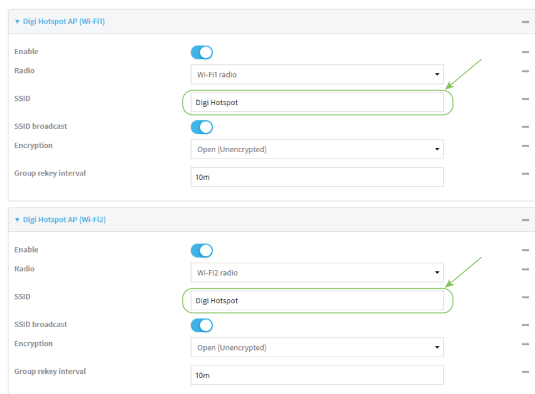 Digi Hotspot AP (Wi-Fi1)
Enable
Radio Wi-Fi1 radio
SSID Digi Hotspot
SSID broadcast
Encryption Open (Unencrypted)
Group rekey interval 10m
Digi Hotspot AP (Wi-Fi2)
Enable
Radio Wi-Fi2 radio
SSID Digi Hotspot
SSID broadcast
Encryption Open (Unencrypted)
Group rekey interval 10m